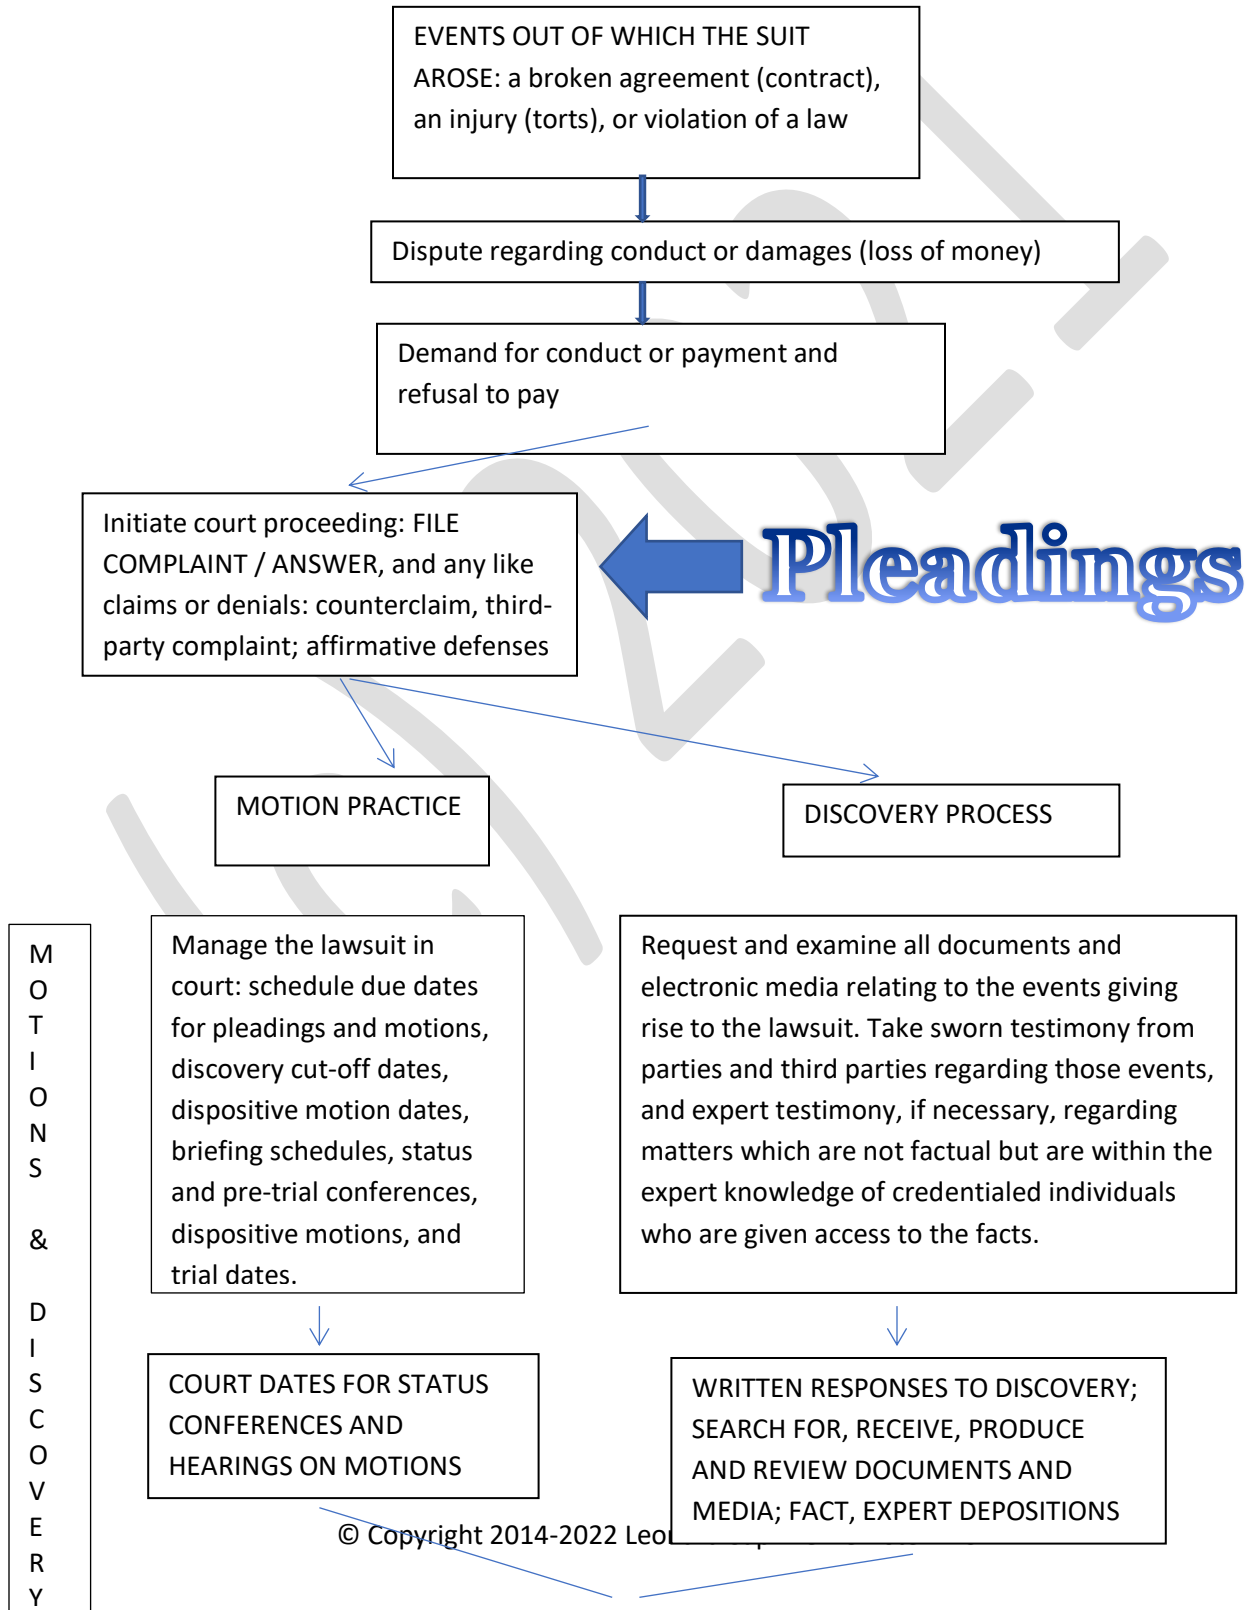 EVENTS OUT OF WHICH THE SUIT
AROSE: a broken agreement (contract),
an injury (torts), or violation of a law
Dispute regarding conduct or damages (loss of money)
Demand for conduct or payment and
refusal to pay
Initiate court proceeding: FILE
COMPLAINT / ANSWER, and any like
claims or denials: counterclaim, third-
party complaint; affirmative defenses
Pleadings
MOTION PRACTICE
DISCOVERY PROCESS
M
O
T
I
O
N
S
&
D
I
S
C
O
V
E
R
Y
Manage the lawsuit in
court: schedule due dates
for pleadings and motions,
discovery cut-off dates,
dispositive motion dates,
briefing schedules, status
and pre-trial conferences,
dispositive motions, and
trial dates.
Request and examine all documents and
electronic media relating to the events giving
rise to the lawsuit. Take sworn testimony from
parties and third parties regarding those events,
and expert testimony, if necessary, regarding
matters which are not factual but are within the
expert knowledge of credentialed individuals
who are given access to the facts.
COURT DATES FOR STATUS
CONFERENCES AND
HEARINGS ON MOTIONS
WRITTEN RESPONSES TO DISCOVERY;
SEARCH FOR, RECEIVE, PRODUCE
AND REVIEW DOCUMENTS AND
MEDIA; FACT, EXPERT DEPOSITIONS
© Copyright 2014-2022
(c) 2021